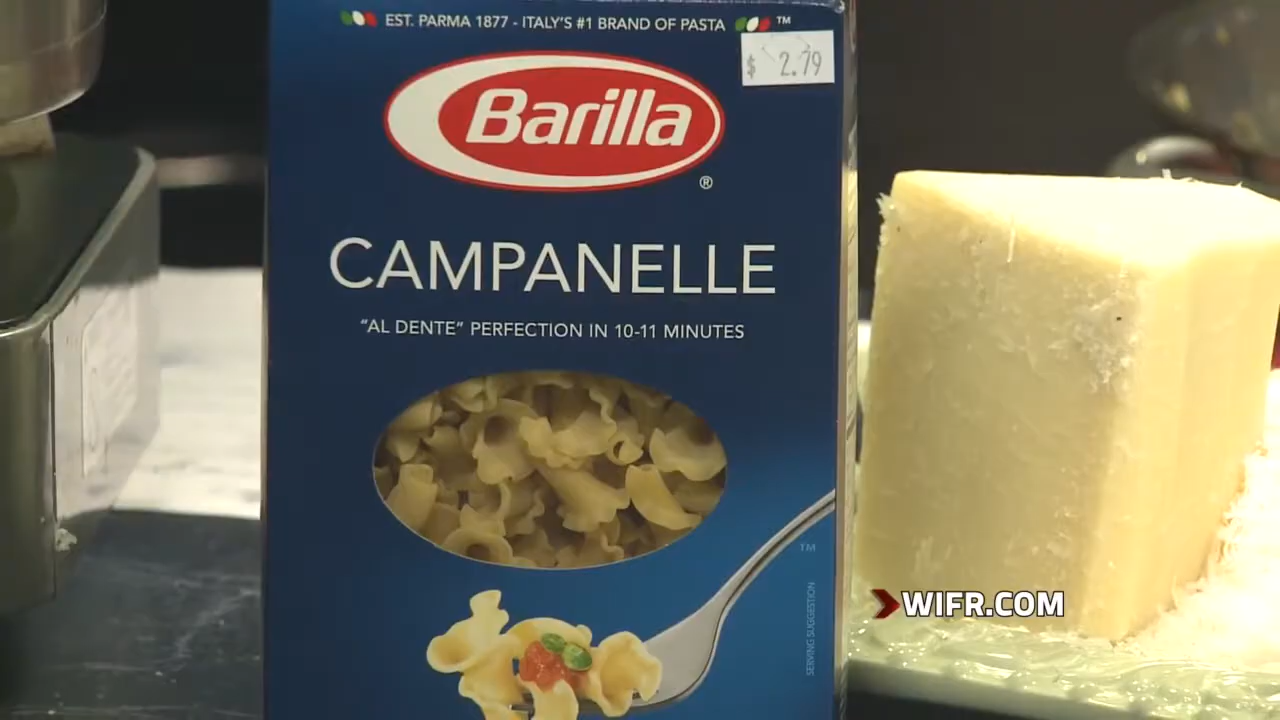 EST. PARMA 1877 - ITALY'S #1 BRAND OF PASTA ™
$ 2.79
Barilla
®
CAMPANELLE
“AL DENTE” PERFECTION IN 10-11 MINUTES
TM
SERVING SUGGESTION
WIFR.COM